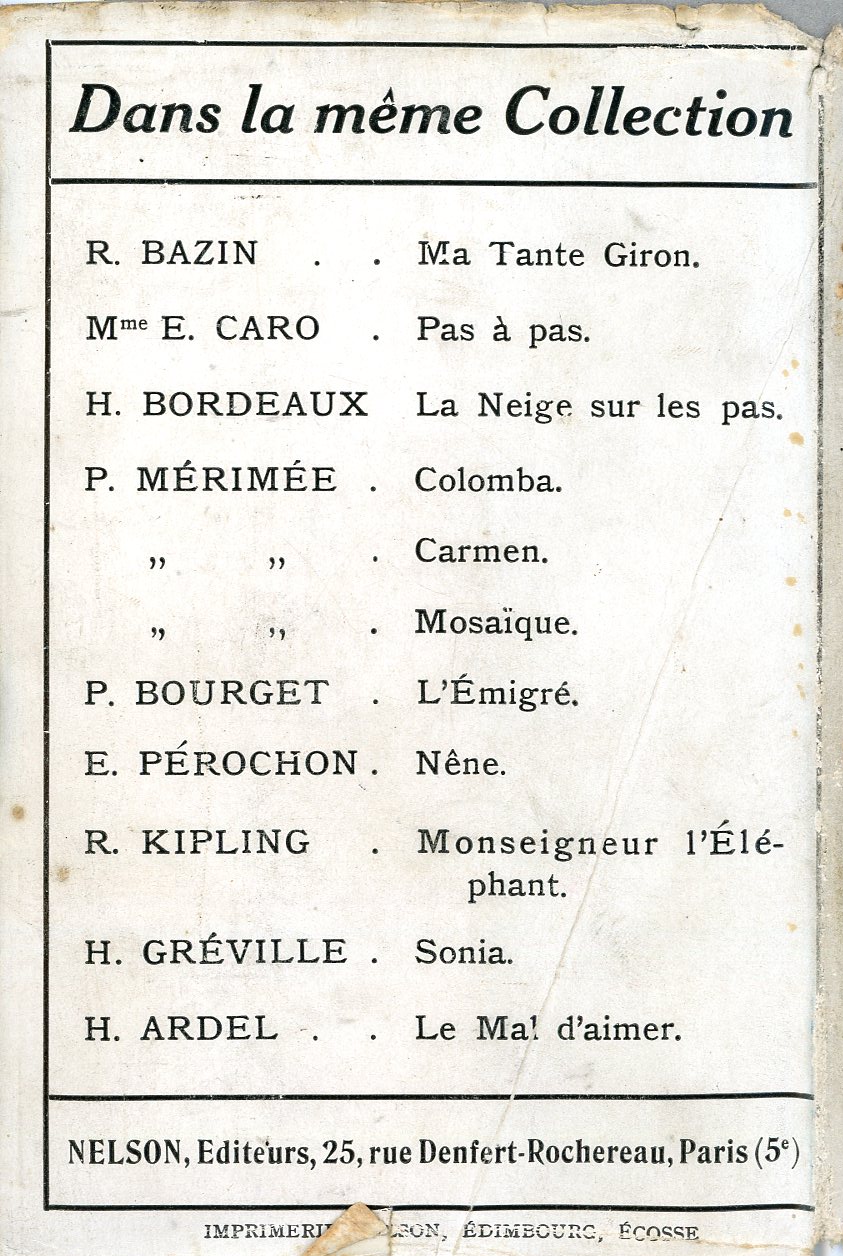 Dans la même Collection
R. BAZIN . . Ma Tante Giron.
Mme E. CARO . Pas à pas.
H. BORDEAUX La Neige sur les pas.
P. MÉRIMÉE . Colomba.
„ „ . Carmen.
„ „ . Mosaïque.
P. BOURGET . L'Émigré.
E. PÉROCHON . Nêne.
R. KIPLING . Monseigneur l'Élé-
phant.
H. GRÉVILLE . Sonia.
H. ARDEL . . Le Mal d'aimer.
NELSON, Editeurs, 25, rue Denfert-Rochereau, Paris (5e)
ÉDIMBOURG, ÉCOSSE